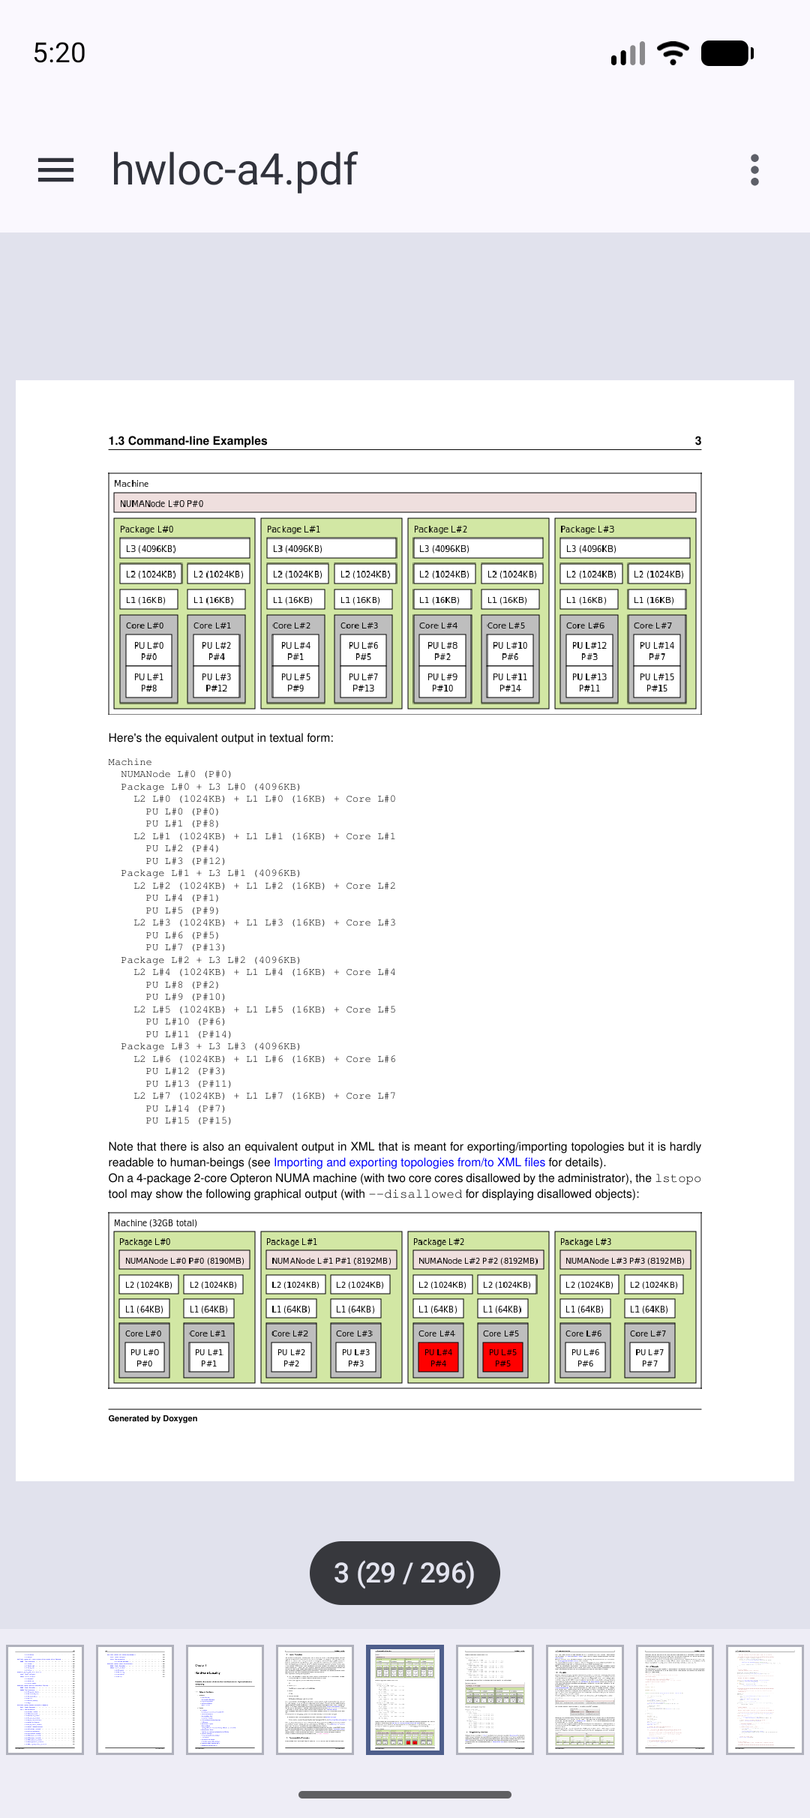 5:20
hwloc-a4.pdf
1.3 Command-line Examples 3
Machine
NUMANode L#0 P#0
Package L#0 Package L#1 Package L#2 Package L#3
L3 (4096KB) L3 (4096KB) L3 (4096KB) L3 (4096KB)
L2 (1024KB) L2 (1024KB) L2 (1024KB) L2 (1024KB) L2 (1024KB) L2 (1024KB) L2 (1024KB) L2 (1024KB)
L1 (16KB) L1 (16KB) L1 (16KB) L1 (16KB) L1 (16KB) L1 (16KB) L1 (16KB) L1 (16KB)
Core L#0 Core L#1 Core L#2 Core L#3 Core L#4 Core L#5 Core L#6 Core L#7
PU L#0 PU L#2 PU L#4 PU L#6 PU L#8 PU L#10 PU L#12 PU L#14
P#0 P#4 P#1 P#5 P#2 P#6 P#3 P#7
PU L#1 PU L#3 PU L#5 PU L#7 PU L#9 PU L#11 PU L#13 PU L#15
P#8 P#12 P#9 P#13 P#10 P#14 P#11 P#15
Here's the equivalent output in textual form:
Machine
NUMANode L#0 (P#0)
Package L#0 + L3 L#0 (4096KB)
L2 L#0 (1024KB) + L1 L#0 (16KB) + Core L#0
PU L#0 (P#0)
PU L#1 (P#8)
L2 L#1 (1024KB) + L1 L#1 (16KB) + Core L#1
PU L#2 (P#4)
PU L#3 (P#12)
Package L#1 + L3 L#1 (4096KB)
L2 L#2 (1024KB) + L1 L#2 (16KB) + Core L#2
PU L#4 (P#1)
PU L#5 (P#9)
L2 L#3 (1024KB) + L1 L#3 (16KB) + Core L#3
PU L#6 (P#5)
PU L#7 (P#13)
Package L#2 + L3 L#2 (4096KB)
L2 L#4 (1024KB) + L1 L#4 (16KB) + Core L#4
PU L#8 (P#2)
PU L#9 (P#10)
L2 L#5 (1024KB) + L1 L#5 (16KB) + Core L#5
PU L#10 (P#6)
PU L#11 (P#14)
Package L#3 + L3 L#3 (4096KB)
L2 L#6 (1024KB) + L1 L#6 (16KB) + Core L#6
PU L#12 (P#3)
PU L#13 (P#11)
L2 L#7 (1024KB) + L1 L#7 (16KB) + Core L#7
PU L#14 (P#7)
PU L#15 (P#15)
Note that there is also an equivalent output in XML that is meant for exporting/importing topologies but it is hardly
readable to human-beings (see Importing and exporting topologies from/to XML files for details).
On a 4-package 2-core Opteron NUMA machine (with two core cores disallowed by the administrator), the lstopo
tool may show the following graphical output (with --disallowed for displaying disallowed objects):
Machine (32GB total)
Package L#0 Package L#1 Package L#2 Package L#3
NUMANode L#0 P#0 (8190MB) NUMANode L#1 P#1 (8192MB) NUMANode L#2 P#2 (8192MB) NUMANode L#3 P#3 (8192MB)
L2 (1024KB) L2 (1024KB) L2 (1024KB) L2 (1024KB) L2 (1024KB) L2 (1024KB) L2 (1024KB) L2 (1024KB)
L1 (64KB) L1 (64KB) L1 (64KB) L1 (64KB) L1 (64KB) L1 (64KB) L1 (64KB) L1 (64KB)
Core L#0 Core L#1 Core L#2 Core L#3 Core L#4 Core L#5 Core L#6 Core L#7
PU L#0 PU L#1 PU L#2 PU L#3 PU L#4 PU L#5 PU L#6 PU L#7
P#0 P#1 P#2 P#3 P#4 P#5 P#6 P#7
Generated by Doxygen
3 (29 / 296)